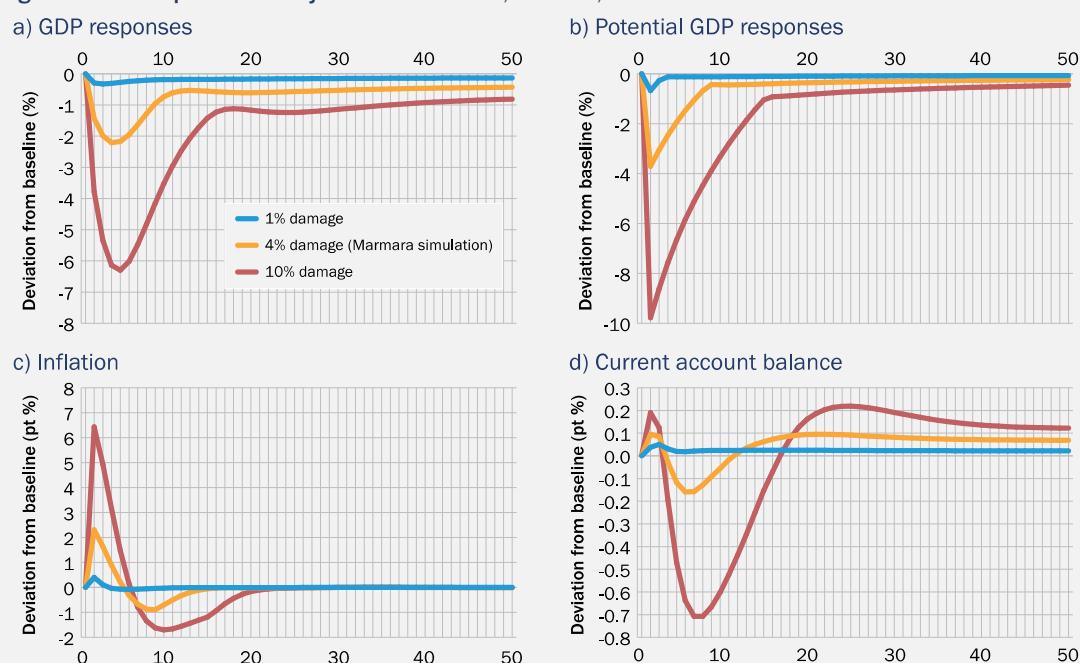 a) GDP responses
0 10 20 30 40 50
0
-1
-2
-3
-4
-5
-6
-7
-8
Deviation from baseline (%)
1% damage
4% damage (Marmara simulation)
10% damage
b) Potential GDP responses
0 10 20 30 40 50
0
-2
-4
-6
-8
-10
Deviation from baseline (%)
c) Inflation
8
7
6
5
4
3
2
1
0
-1
-2
Deviation from baseline (pt %)
0 10 20 30 40 50
d) Current account balance
0.3
0.2
0.1
0.0
-0.1
-0.2
-0.3
-0.4
-0.5
-0.6
-0.7
-0.8
Deviation from baseline (pt %)
0 10 20 30 40 50